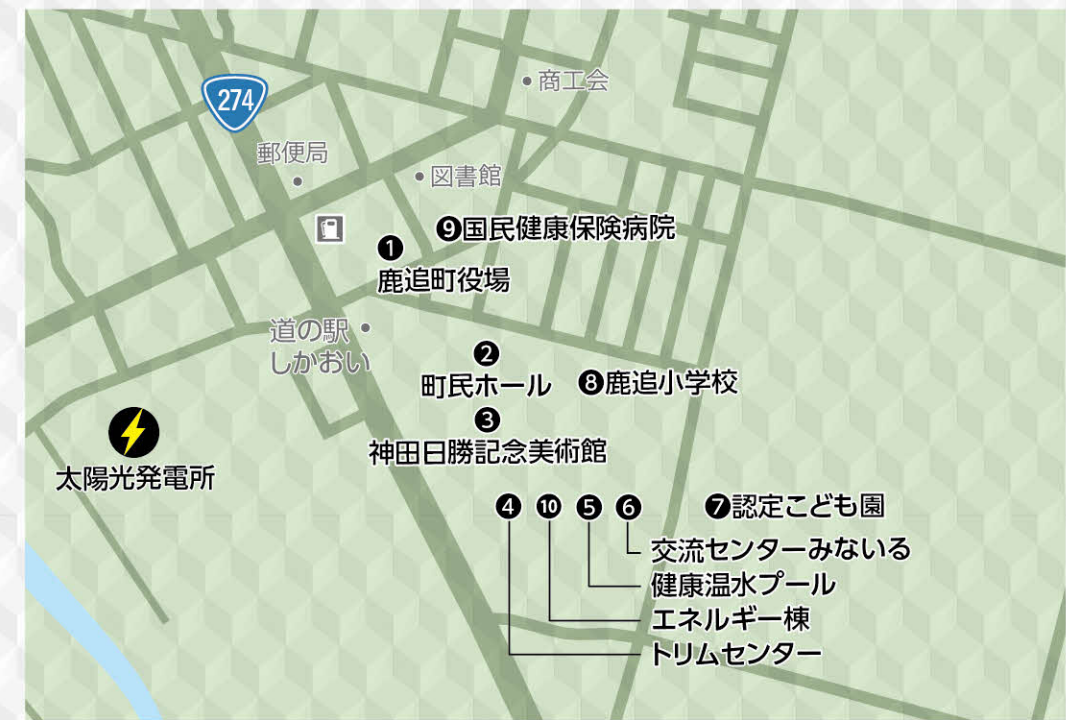 商工会
274
郵便局
図書館
❾国民健康保険病院
❶
鹿追町役場
道の駅
しかおい
❷
町民ホール
❽鹿追小学校
❸
神田日勝記念美術館
太陽光発電所
❹ ❿ ❺ ❻
❼認定こども園
交流センターみないる
健康温水プール
エネルギー棟
トリムセンター